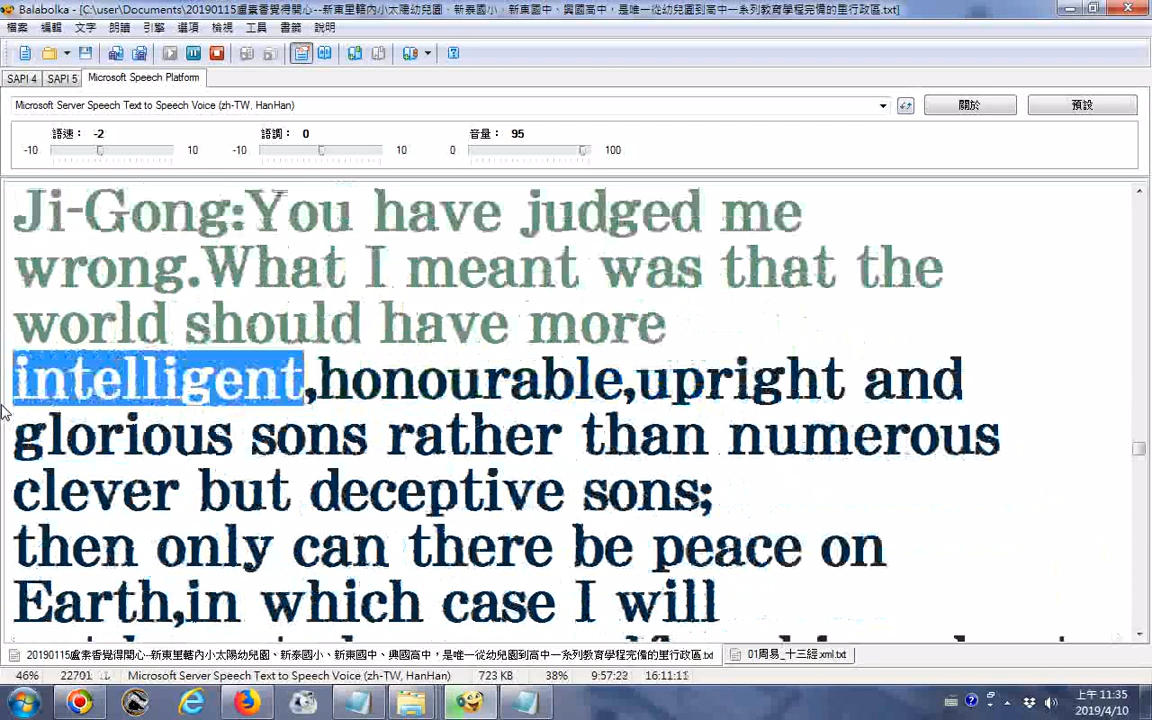 Balabolka - [C:\user\Documents\20190115盧素香覺得開心--新東里轄內小太陽幼兒園、新泰國小、新東國中、興國高中，是唯一從幼兒園到高中一系列教育學程完備的里行政區.txt]
檔案 編輯 文字 朗讀 引擎 選項 檢視 工具 書籤 說明
SAPI 4 SAPI 5 Microsoft Speech Platform
Microsoft Server Speech Text to Speech Voice (zh-TW, HanHan) 關於 預設
語速： -2 語調： 0 音量： 95
-10 10 -10 10 0 100
Ji-Gong:You have judged me
wrong.What I meant was that the
world should have more
intelligent,honourable,upright and
glorious sons rather than numerous
clever but deceptive sons;
then only can there be peace on
Earth,in which case I will
20190115盧素香覺得開心--新東里轄內小太陽幼兒園、新泰國小、新東國中、興國高中，是唯一從幼兒園到高中一系列教育學程完備的里行政區.txt 01周易_十三經.txt
46% 22701 Microsoft Server Speech Text to Speech Voice (zh-TW, HanHan) 723 KB 38% 9:57:23 16:11:11
上午 11:35
2019/4/10